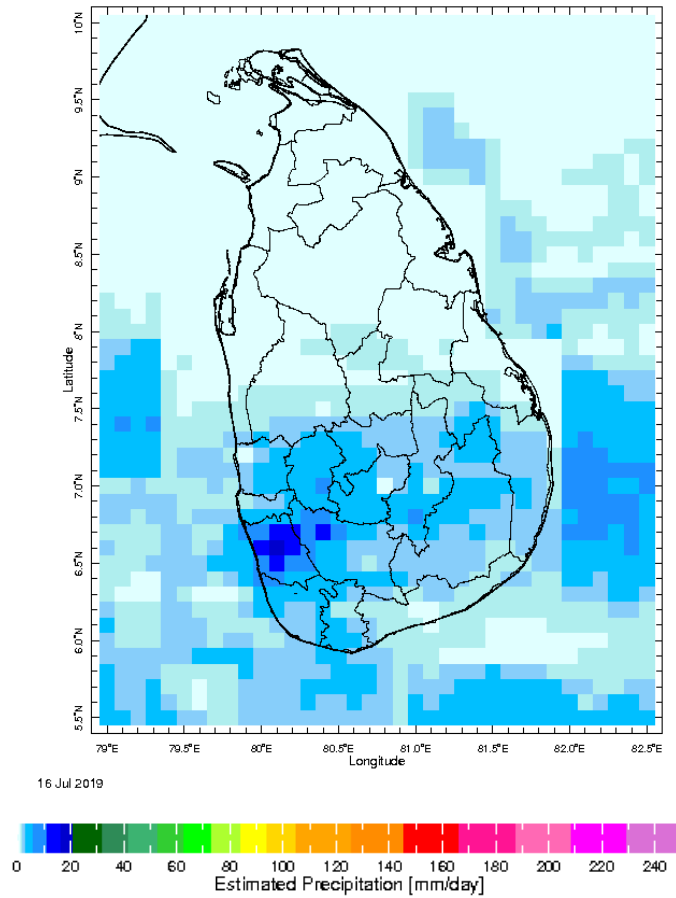 10°N
9.5°N
9°N
8.5°N
8°N
7.5°N
7.0°N
6.5°N
6.0°N
5.5°N
Latitude
79°E 79.5°E 80°E 80.5°E 81.0°E 81.5°E 82.0°E 82.5°E
Longitude
16 Jul 2019
0 20 40 60 80 100 120 140 160 180 200 220 240
Estimated Precipitation [mm/day]